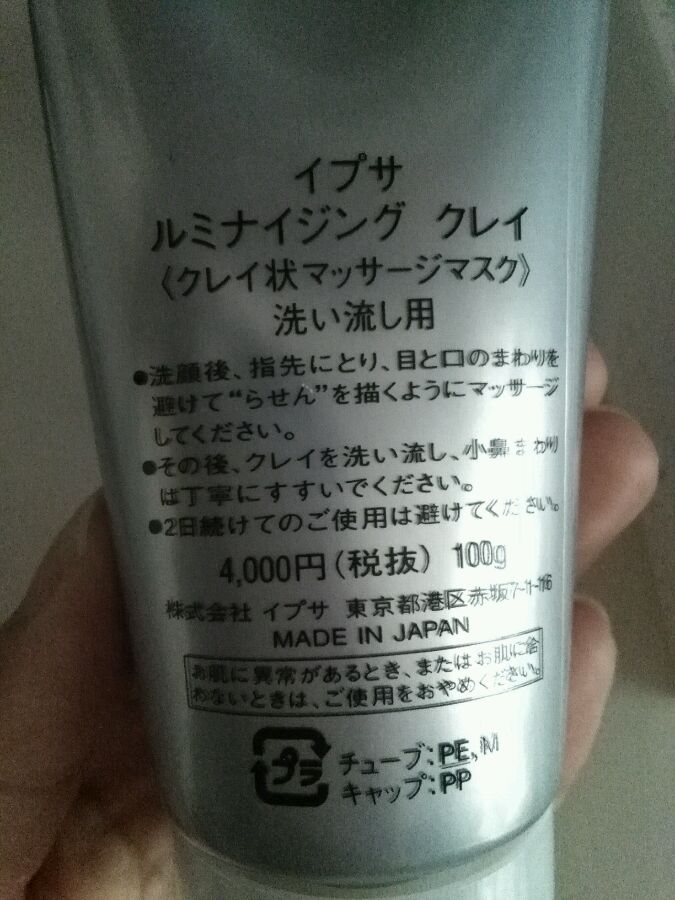 イプサ
ルミナイジング クレイ
〈クレイ状マッサージマスク〉
洗い流し用
●洗顔後、指先にとり、目と口のまわりを
避けて“らせん”を描くようにマッサージ
してください。
●その後、クレイを洗い流し、小鼻まわり
は丁寧にすすいでください。
●2日続けてのご使用は避けてください。
4,000円(税抜) 100g
株式会社 イプサ 東京都港区赤坂7-1-116
MADE IN JAPAN
お肌に異常があるとき、またはお肌に合
わないときは、ご使用をおやめください。
プラ チューブ:PE,M
キャップ:PP